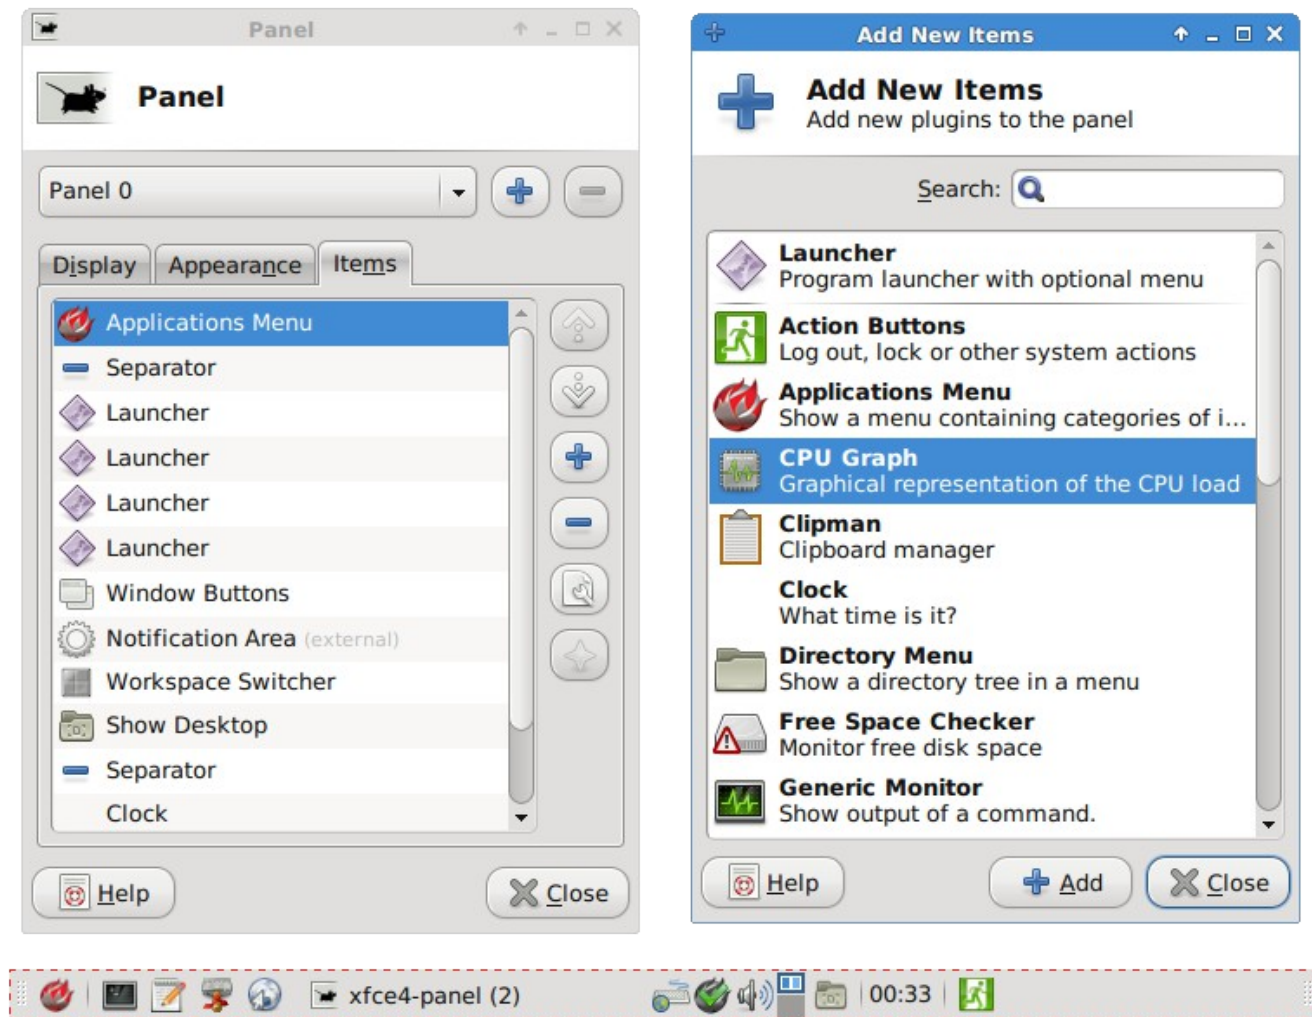 Panel
Panel
Panel 0
Display
Appearance
Items
Applications Menu
Separator
Launcher
Launcher
Launcher
Launcher
Window Buttons
Notification Area (external)
Workspace Switcher
Show Desktop
Separator
Clock
Help
Close
Add New Items
Add New Items
Add new plugins to the panel
Search:
Launcher
Program launcher with optional menu
Action Buttons
Log out, lock or other system actions
Applications Menu
Show a menu containing categories of i...
CPU Graph
Graphical representation of the CPU load
Clipman
Clipboard manager
Clock
What time is it?
Directory Menu
Show a directory tree in a menu
Free Space Checker
Monitor free disk space
Generic Monitor
Show output of a command.
Help
Add
Close
xfce4-panel (2)
00:33